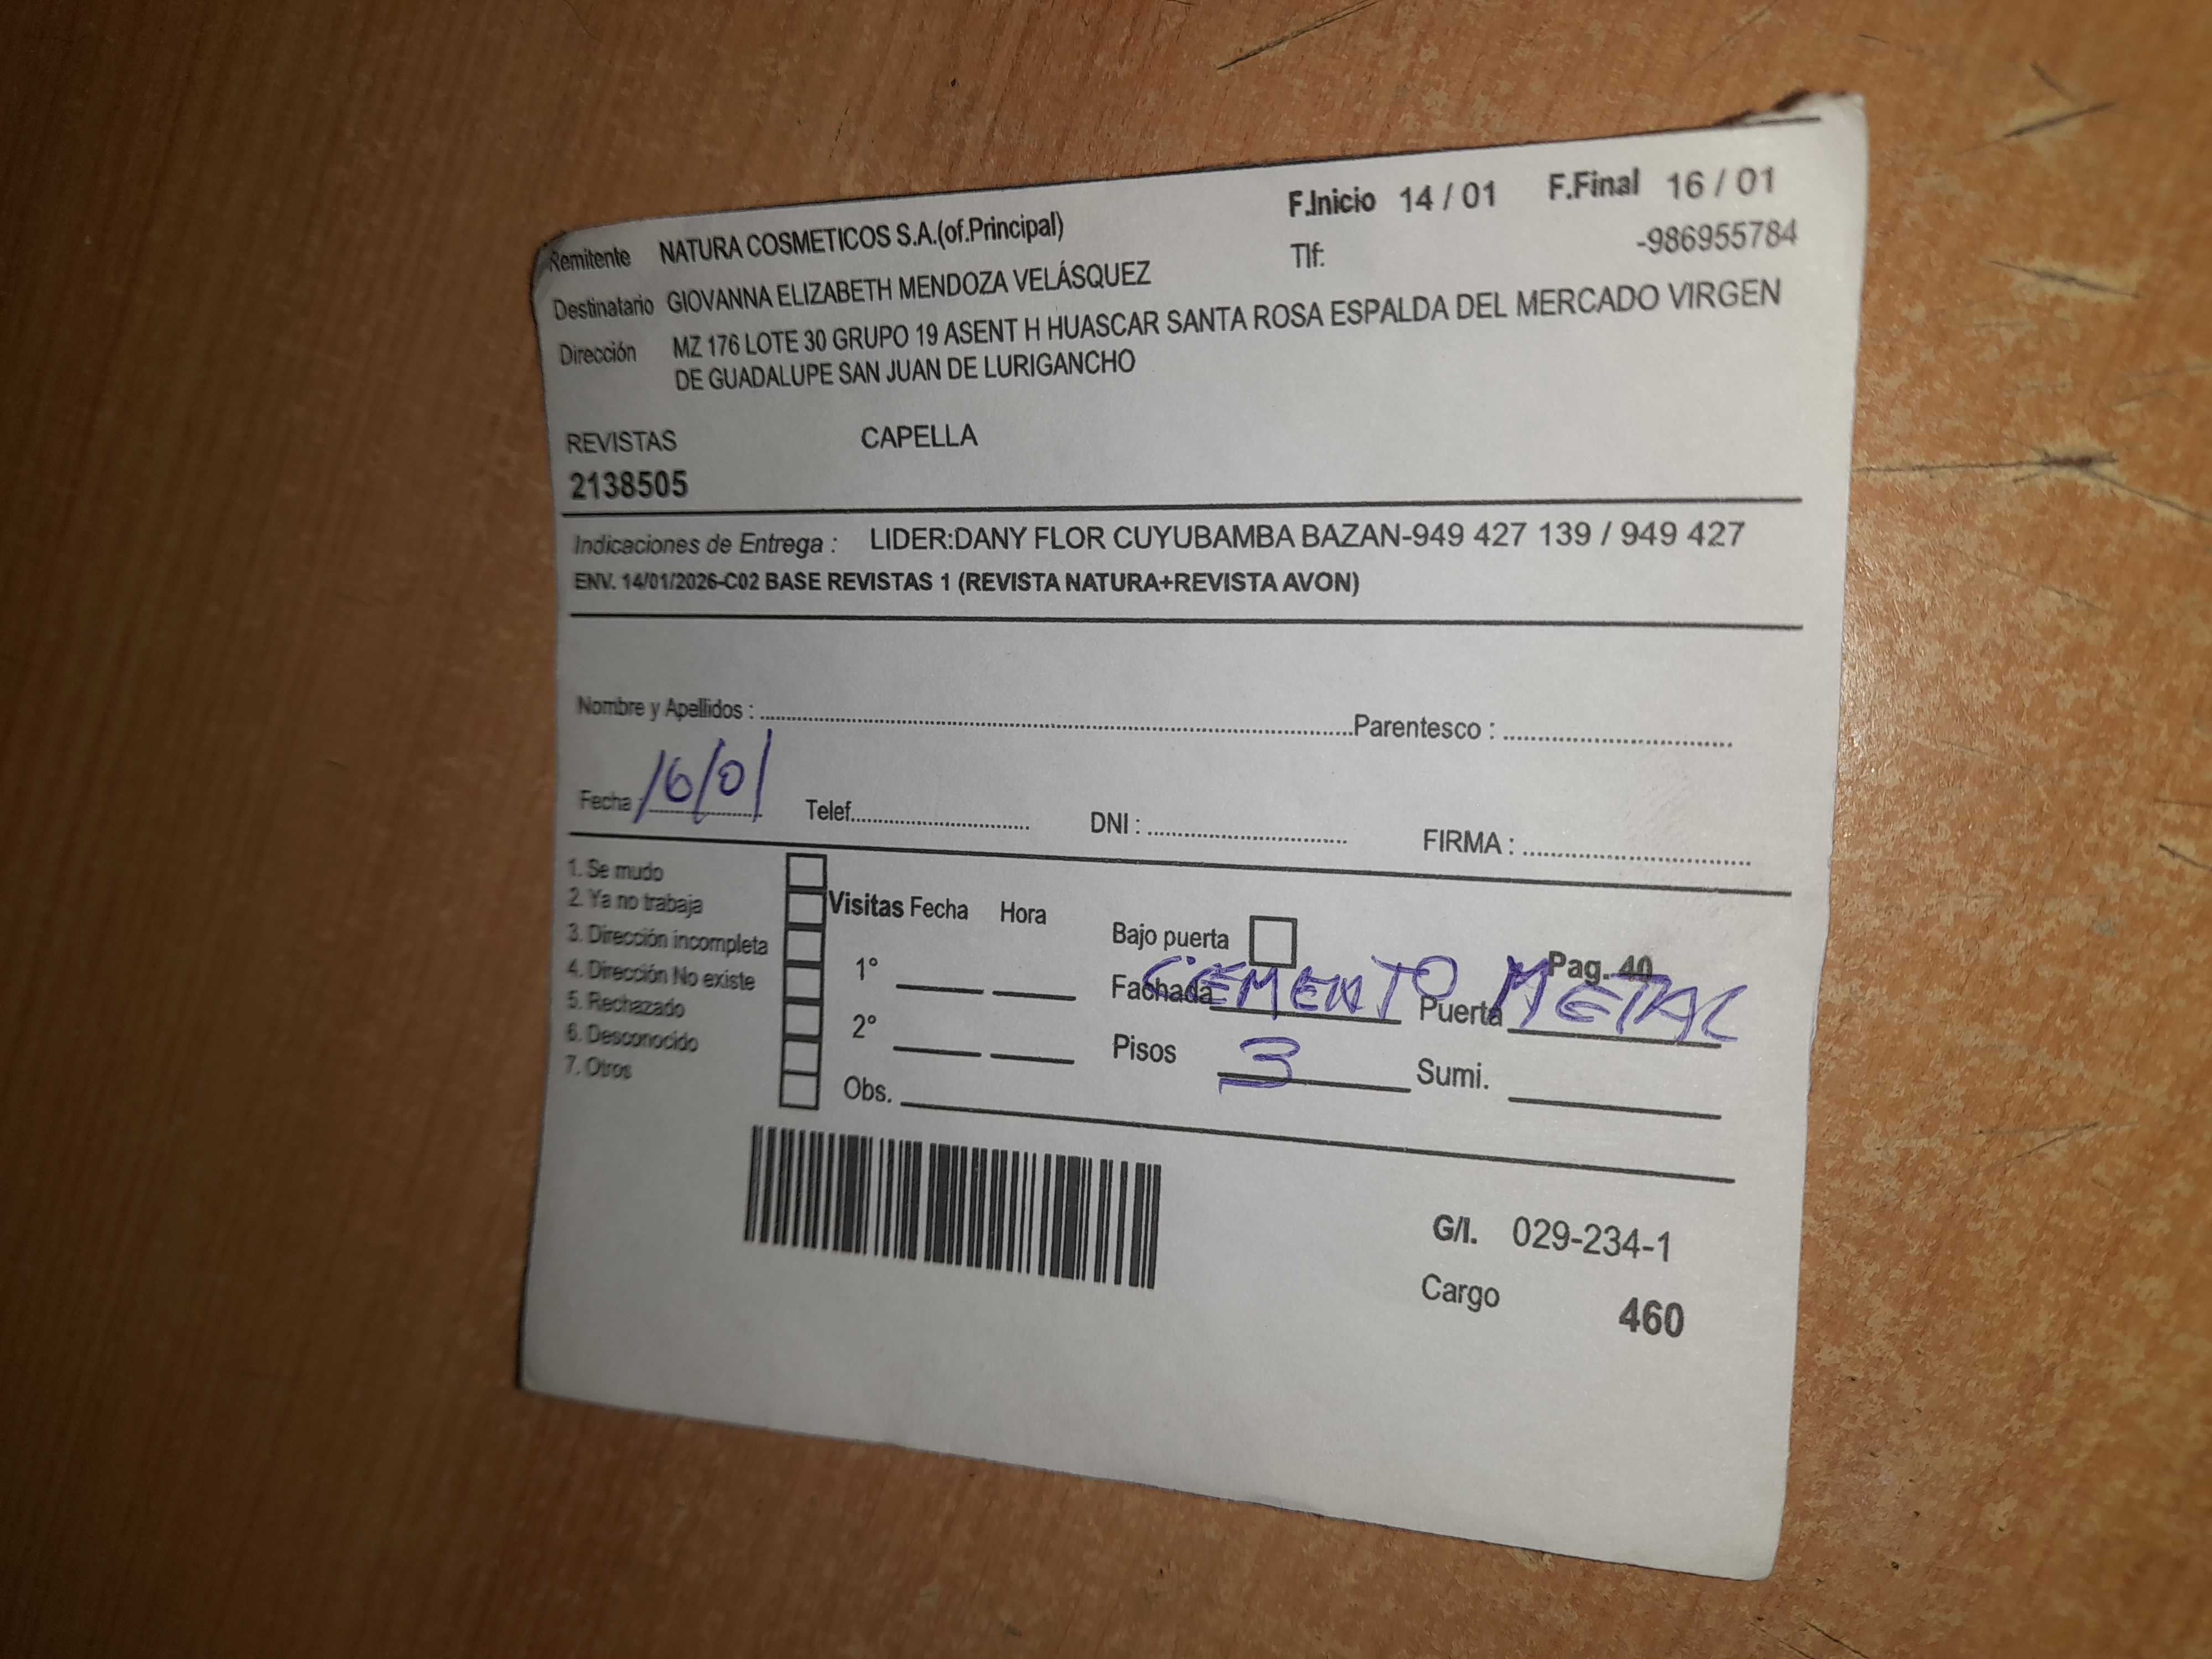 Remitente NATURA COSMETICOS S.A.(of.Principal) F.Inicio 14 / 01 F.Final 16 / 01
Destinatario GIOVANNA ELIZABETH MENDOZA VELÁSQUEZ Tlf: -986955784
Dirección MZ 176 LOTE 30 GRUPO 19 ASENT H HUASCAR SANTA ROSA ESPALDA DEL MERCADO VIRGEN
DE GUADALUPE SAN JUAN DE LURIGANCHO
REVISTAS CAPELLA
2138505
Indicaciones de Entrega : LIDER:DANY FLOR CUYUBAMBA BAZAN-949 427 139 / 949 427
ENV. 14/01/2026-C02 BASE REVISTAS 1 (REVISTA NATURA+REVISTA AVON)
Nombre y Apellidos : Parentesco :
Fecha : 16/01 Telef. DNI : FIRMA :
1. Se mudo
2. Ya no trabaja
3. Dirección incompleta
4. Dirección No existe
5. Rechazado
6. Desconocido
7. Otros
Visitas Fecha Hora
1°
2°
Obs.
Bajo puerta Pag. 40
Fachada CEMENTO Puerta METAL
Pisos 3 Sumi.
G/I. 029-234-1
Cargo 460